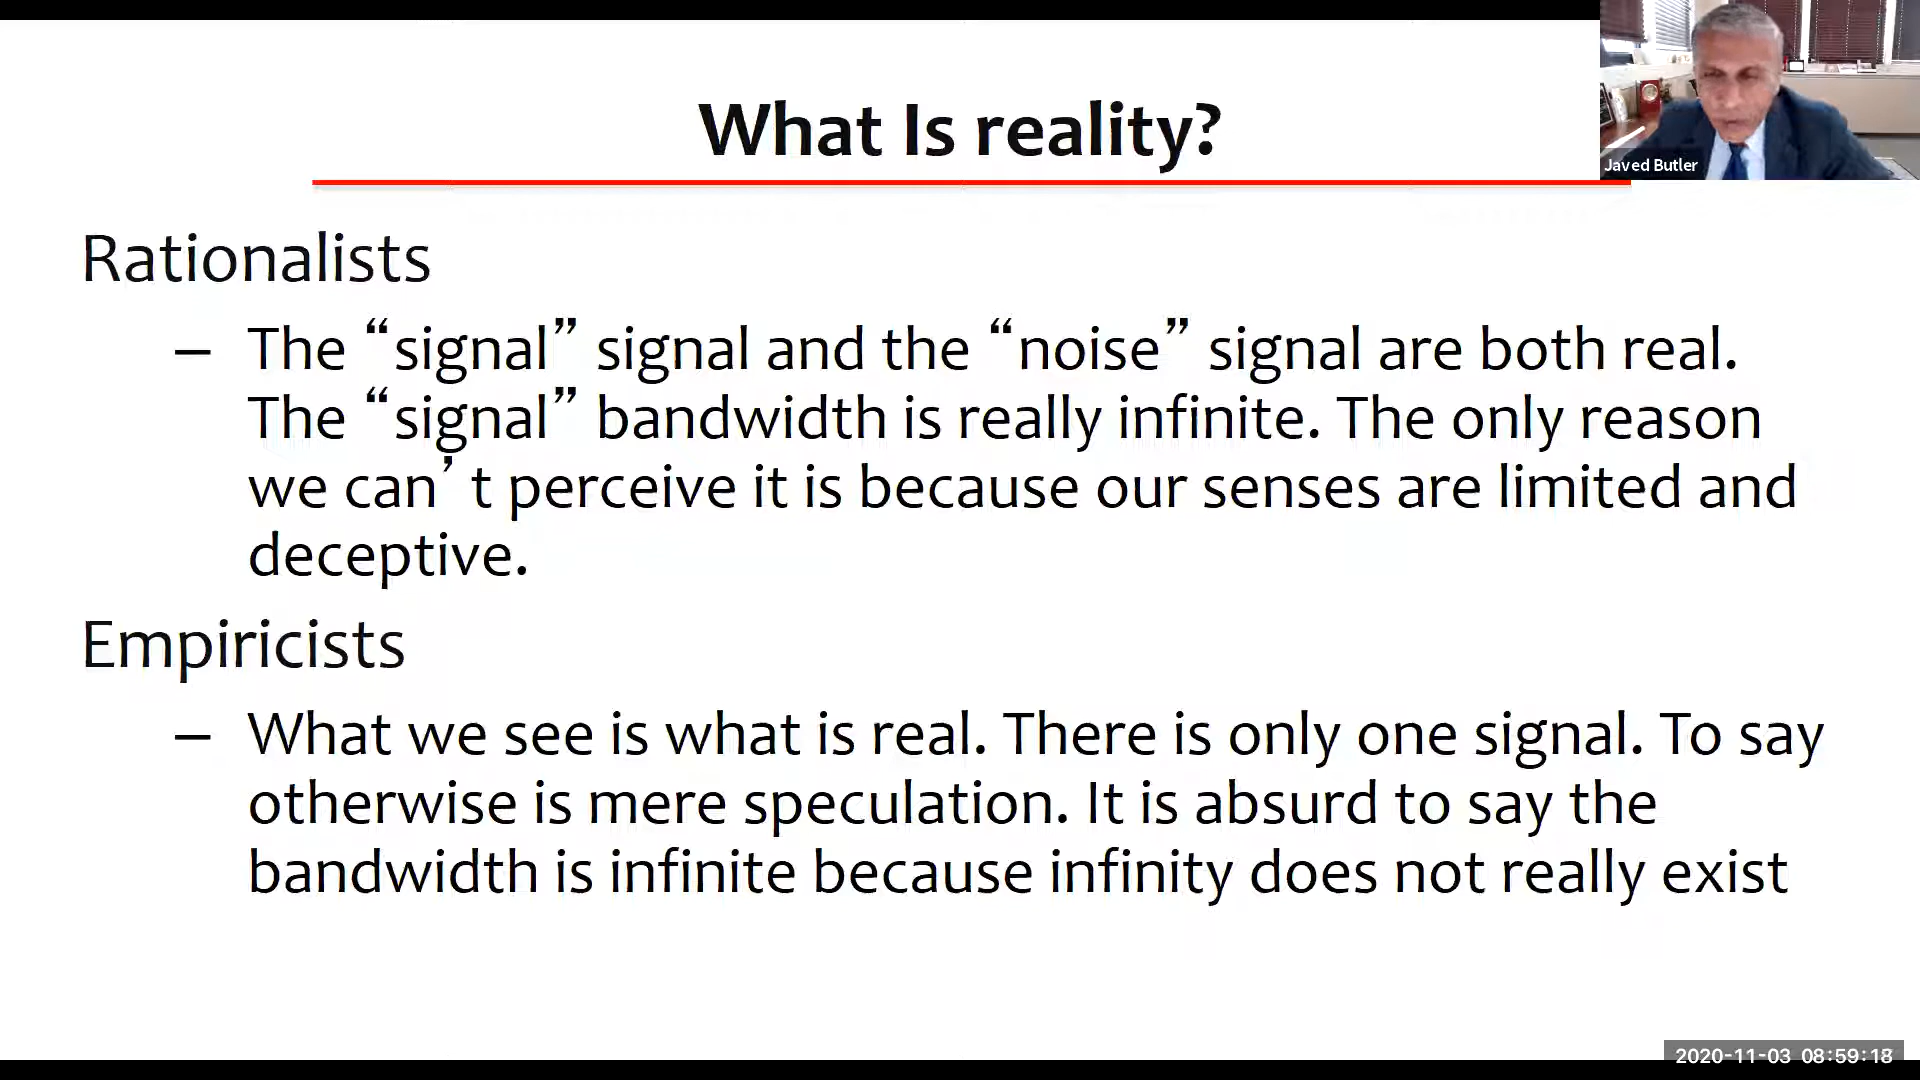 What Is reality?
Javed Butler
Rationalists
– The “signal” signal and the “noise” signal are both real.
The “signal” bandwidth is really infinite. The only reason
we can’ t perceive it is because our senses are limited and
deceptive.
Empiricists
– What we see is what is real. There is only one signal. To say
otherwise is mere speculation. It is absurd to say the
bandwidth is infinite because infinity does not really exist
2020-11-03 08:59:18